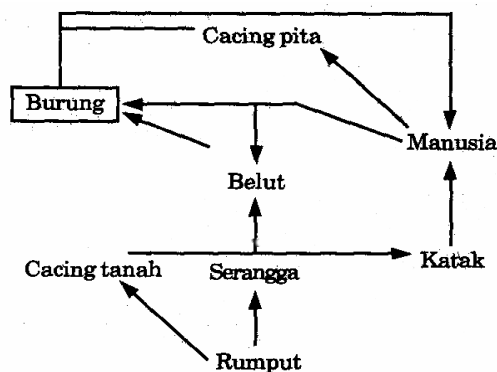 Cacing pita
Burung
Manusia
Belut
Cacing tanah
Serangga
Katak
Rumput